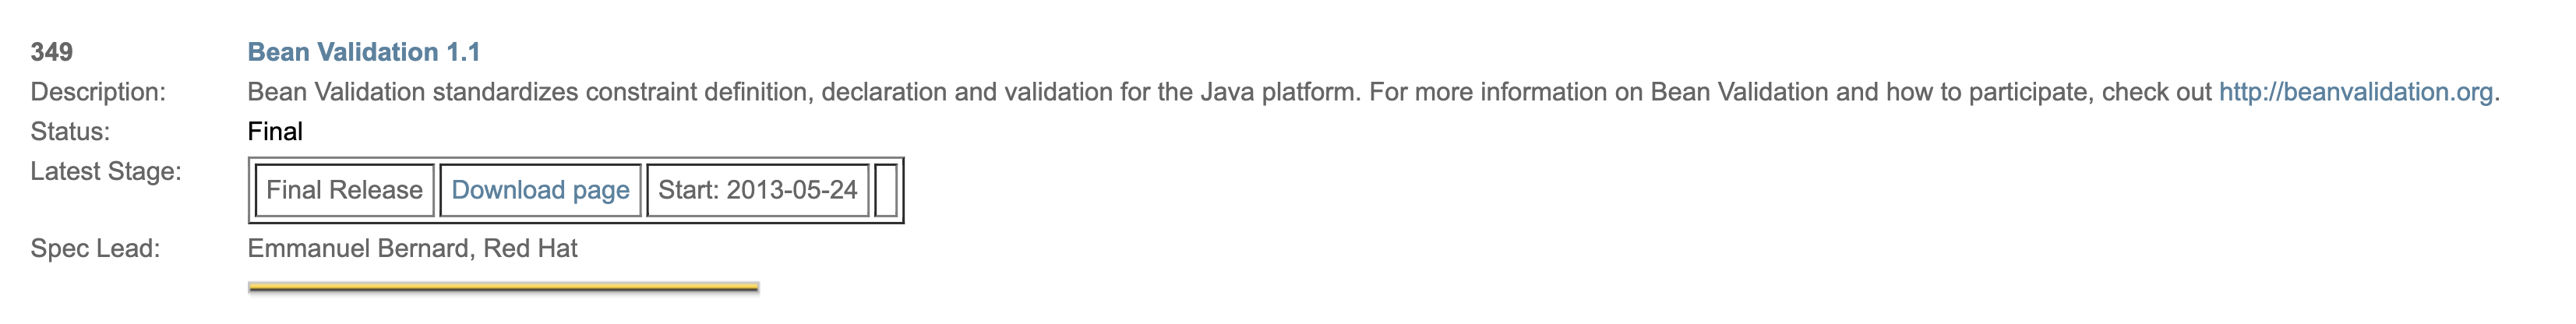 349 Bean Validation 1.1
Description: Bean Validation standardizes constraint definition, declaration and validation for the Java platform. For more information on Bean Validation and how to participate, check out http://beanvalidation.org.
Status: Final
Latest Stage: Final Release Download page Start: 2013-05-24
Spec Lead: Emmanuel Bernard, Red Hat